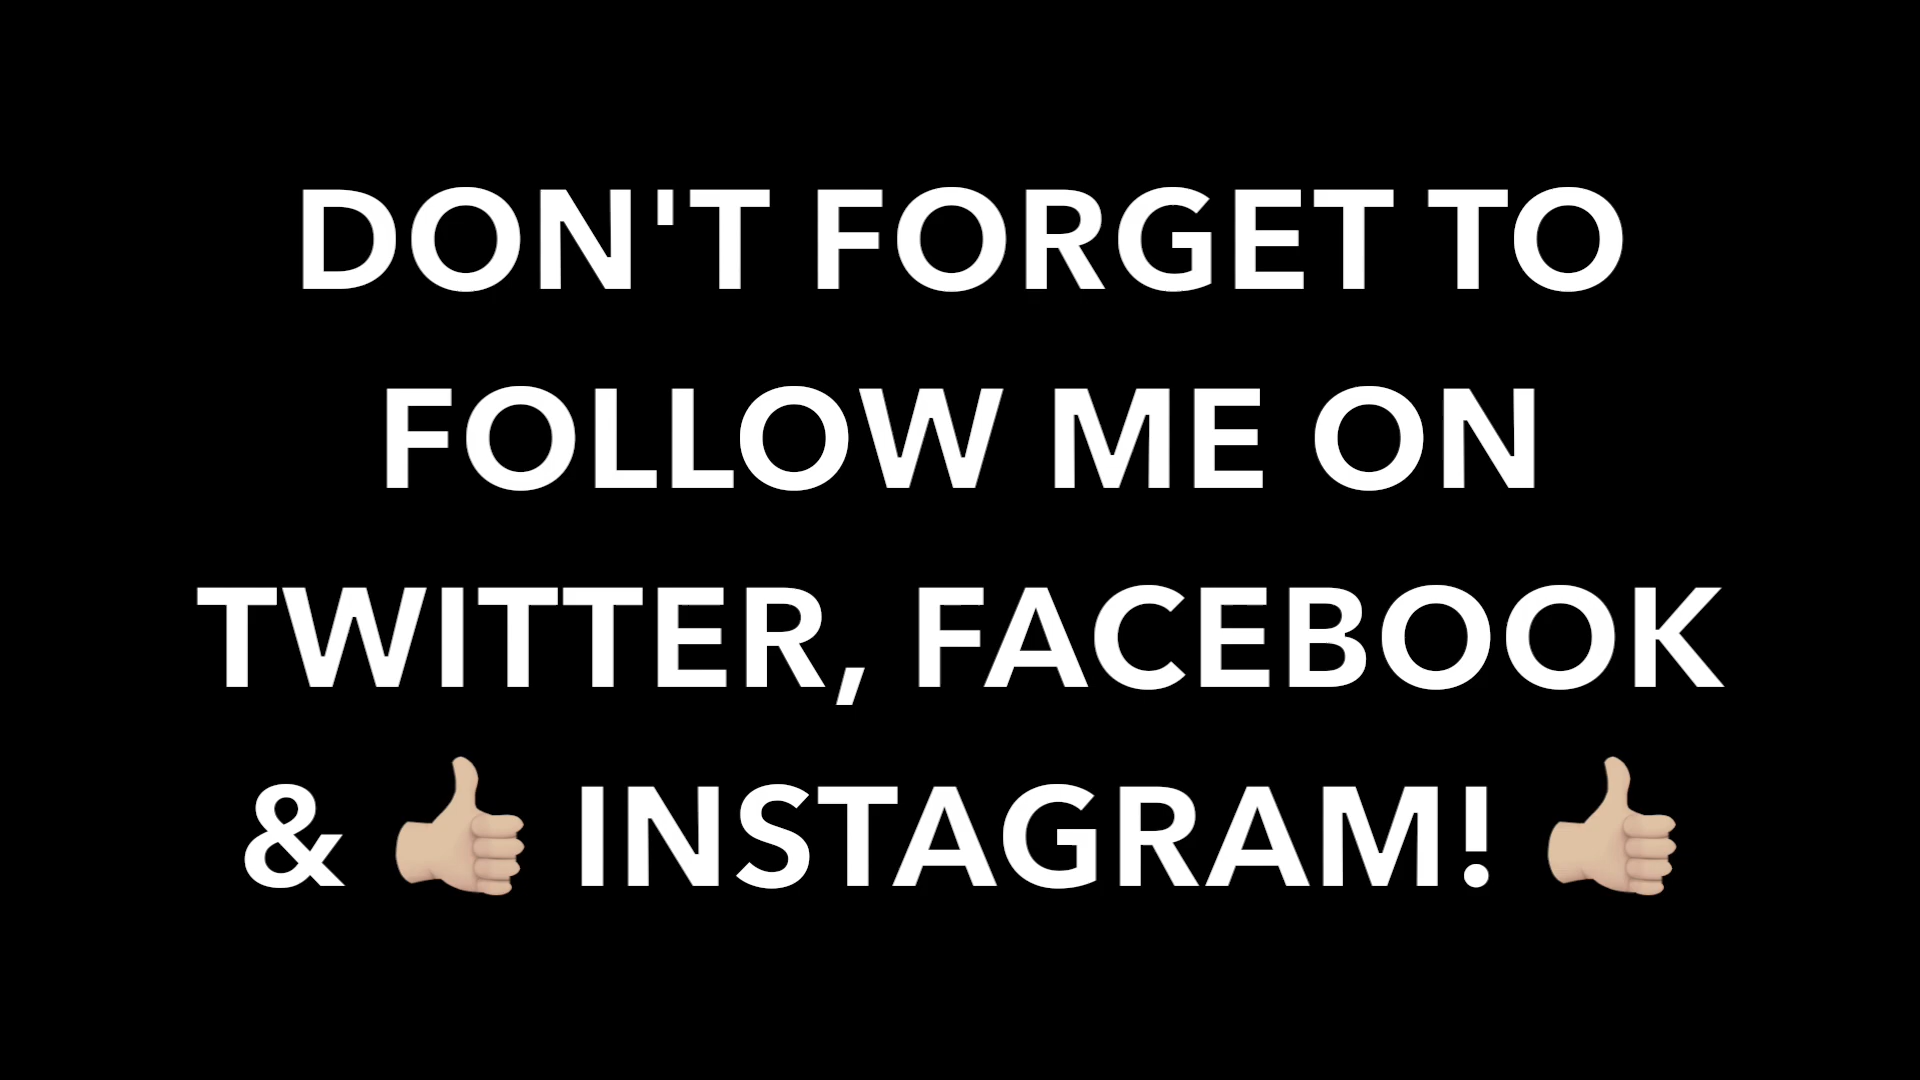 DON'T FORGET TO
FOLLOW ME ON
TWITTER, FACEBOOK
& 👍🏼 INSTAGRAM! 👍🏼